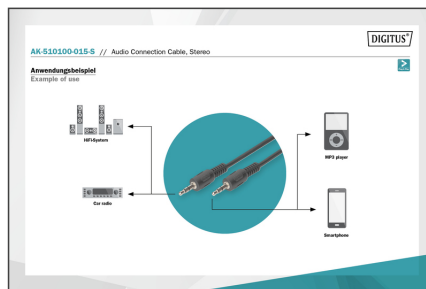 DIGITUS®
AK-510100-015-S // Audio Connection Cable, Stereo
Anwendungsbeispiel
Example of use
HiFi-System
MP3 player
Car radio
Smartphone